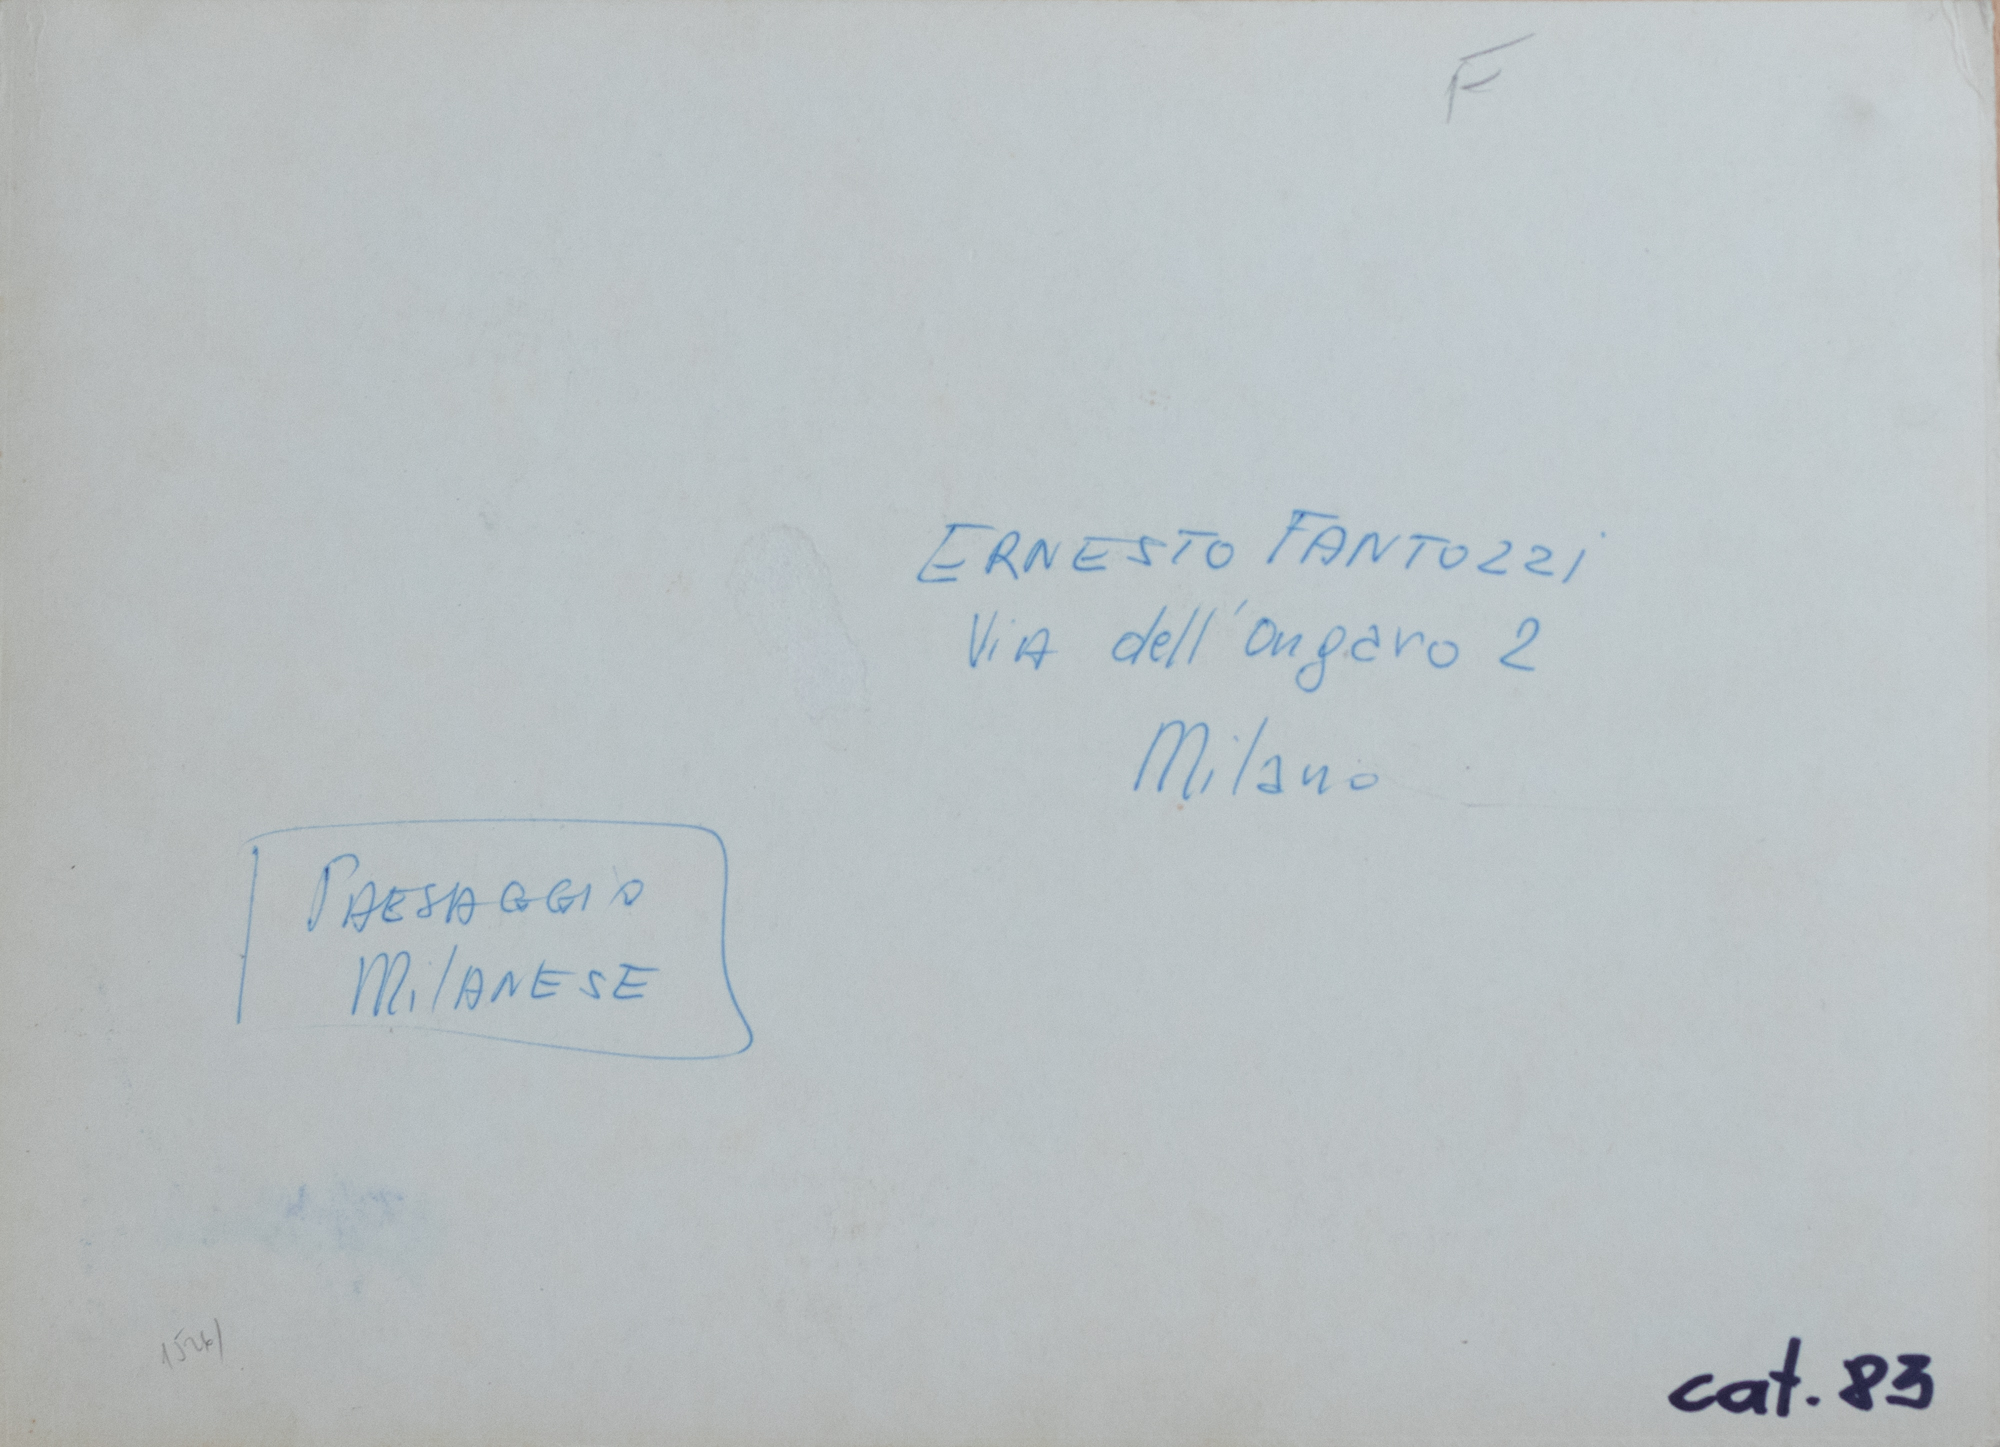 F
ERNESTO FANTOZZi
ViA dell'Ongaro 2
Milano
PAESAGGiO
MilANESE
cat. 83